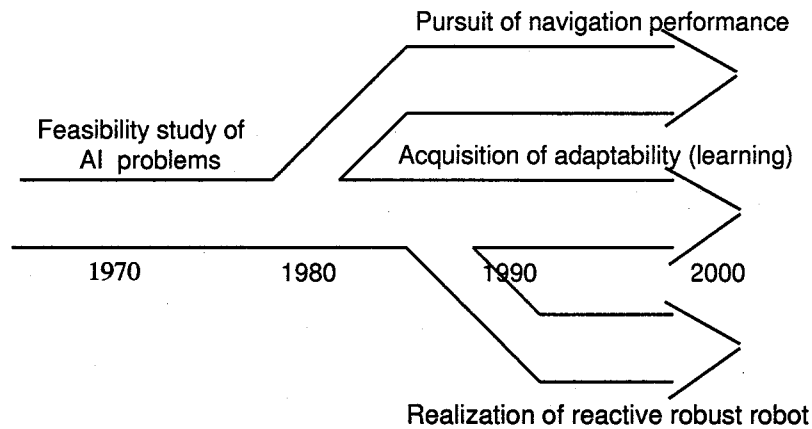 Pursuit of navigation performance
Feasibility study of
AI problems
Acquisition of adaptability (learning)
1970 1980 1990 2000
Realization of reactive robust robot